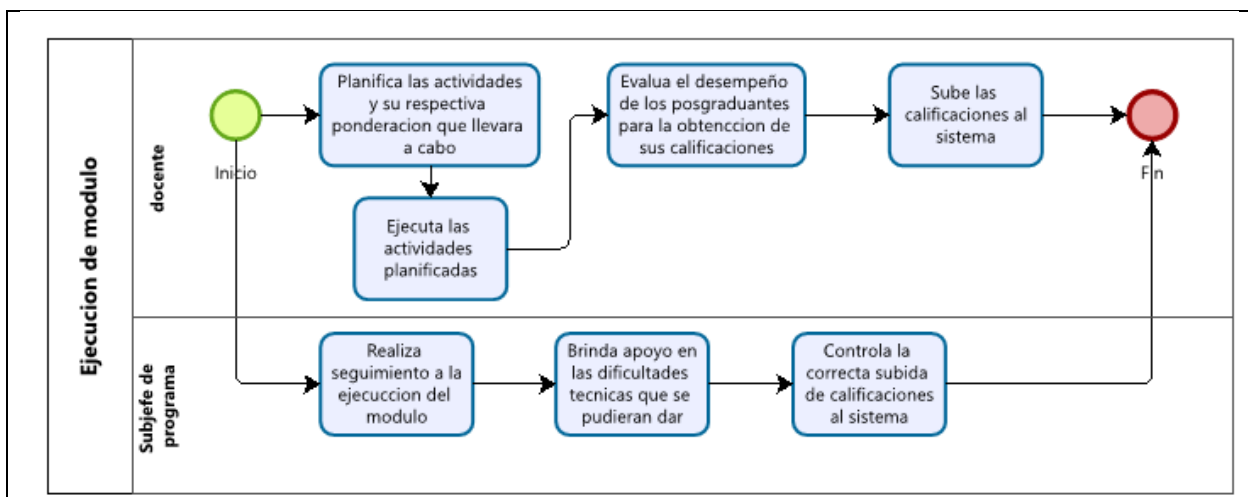 Ejecucion de modulo
docente
Inicio
Planifica las actividades
y su respectiva
ponderacion que llevara
a cabo
Ejecuta las
actividades
planificadas
Evalua el desempeño
de los posgraduantes
para la obtenccion de
sus calificaciones
Sube las
calificaciones al
sistema
Fin
Subjefe de
programa
Realiza
seguimiento a la
ejecuccion del
modulo
Brinda apoyo en
las dificultades
tecnicas que se
pudieran dar
Controla la
correcta subida
de calificaciones
al sistema